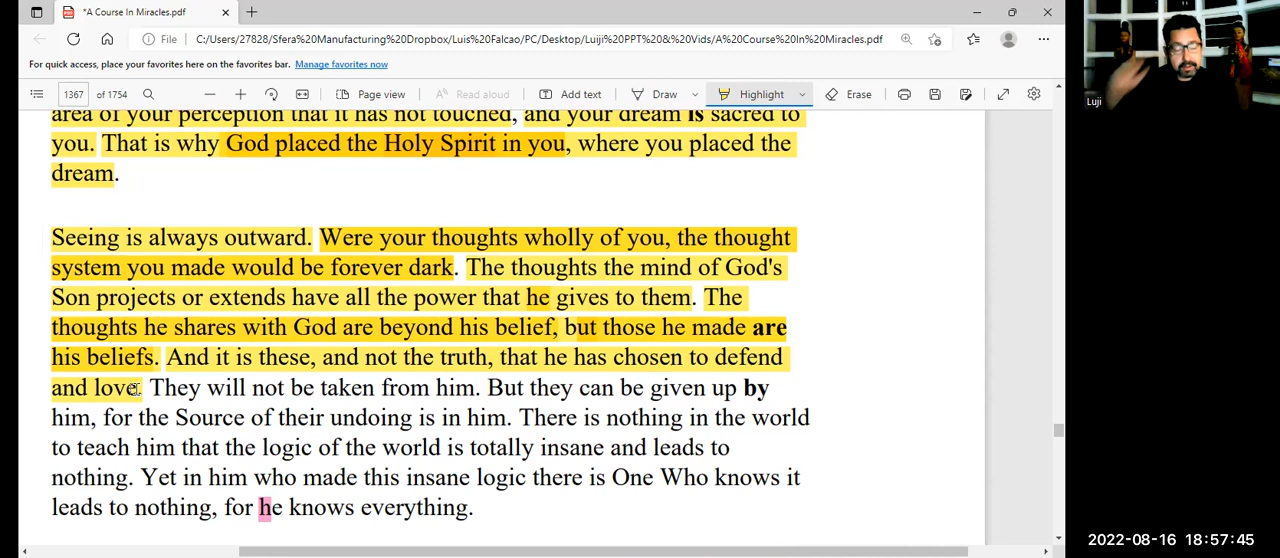 *A Course In Miracles.pdf
File C:/Users/27828/Sfera%20Manufacturing%20Dropbox/Luis%20Falcao/PC/Desktop/Luiji%20PPT%20&%20Vids/A%20Course%20In%20Miracles.pdf
For quick access, place your favorites here on the favorites bar. Manage favorites now
1367 of 1754 Page view Read aloud Add text Draw Highlight Erase
area of your perception that it has not touched, and your dream is sacred to
you. That is why God placed the Holy Spirit in you, where you placed the
dream.
Seeing is always outward. Were your thoughts wholly of you, the thought
system you made would be forever dark. The thoughts the mind of God's
Son projects or extends have all the power that he gives to them. The
thoughts he shares with God are beyond his belief, but those he made are
his beliefs. And it is these, and not the truth, that he has chosen to defend
and love. They will not be taken from him. But they can be given up by
him, for the Source of their undoing is in him. There is nothing in the world
to teach him that the logic of the world is totally insane and leads to
nothing. Yet in him who made this insane logic there is One Who knows it
leads to nothing, for he knows everything.
Luji
2022-08-16 18:57:45